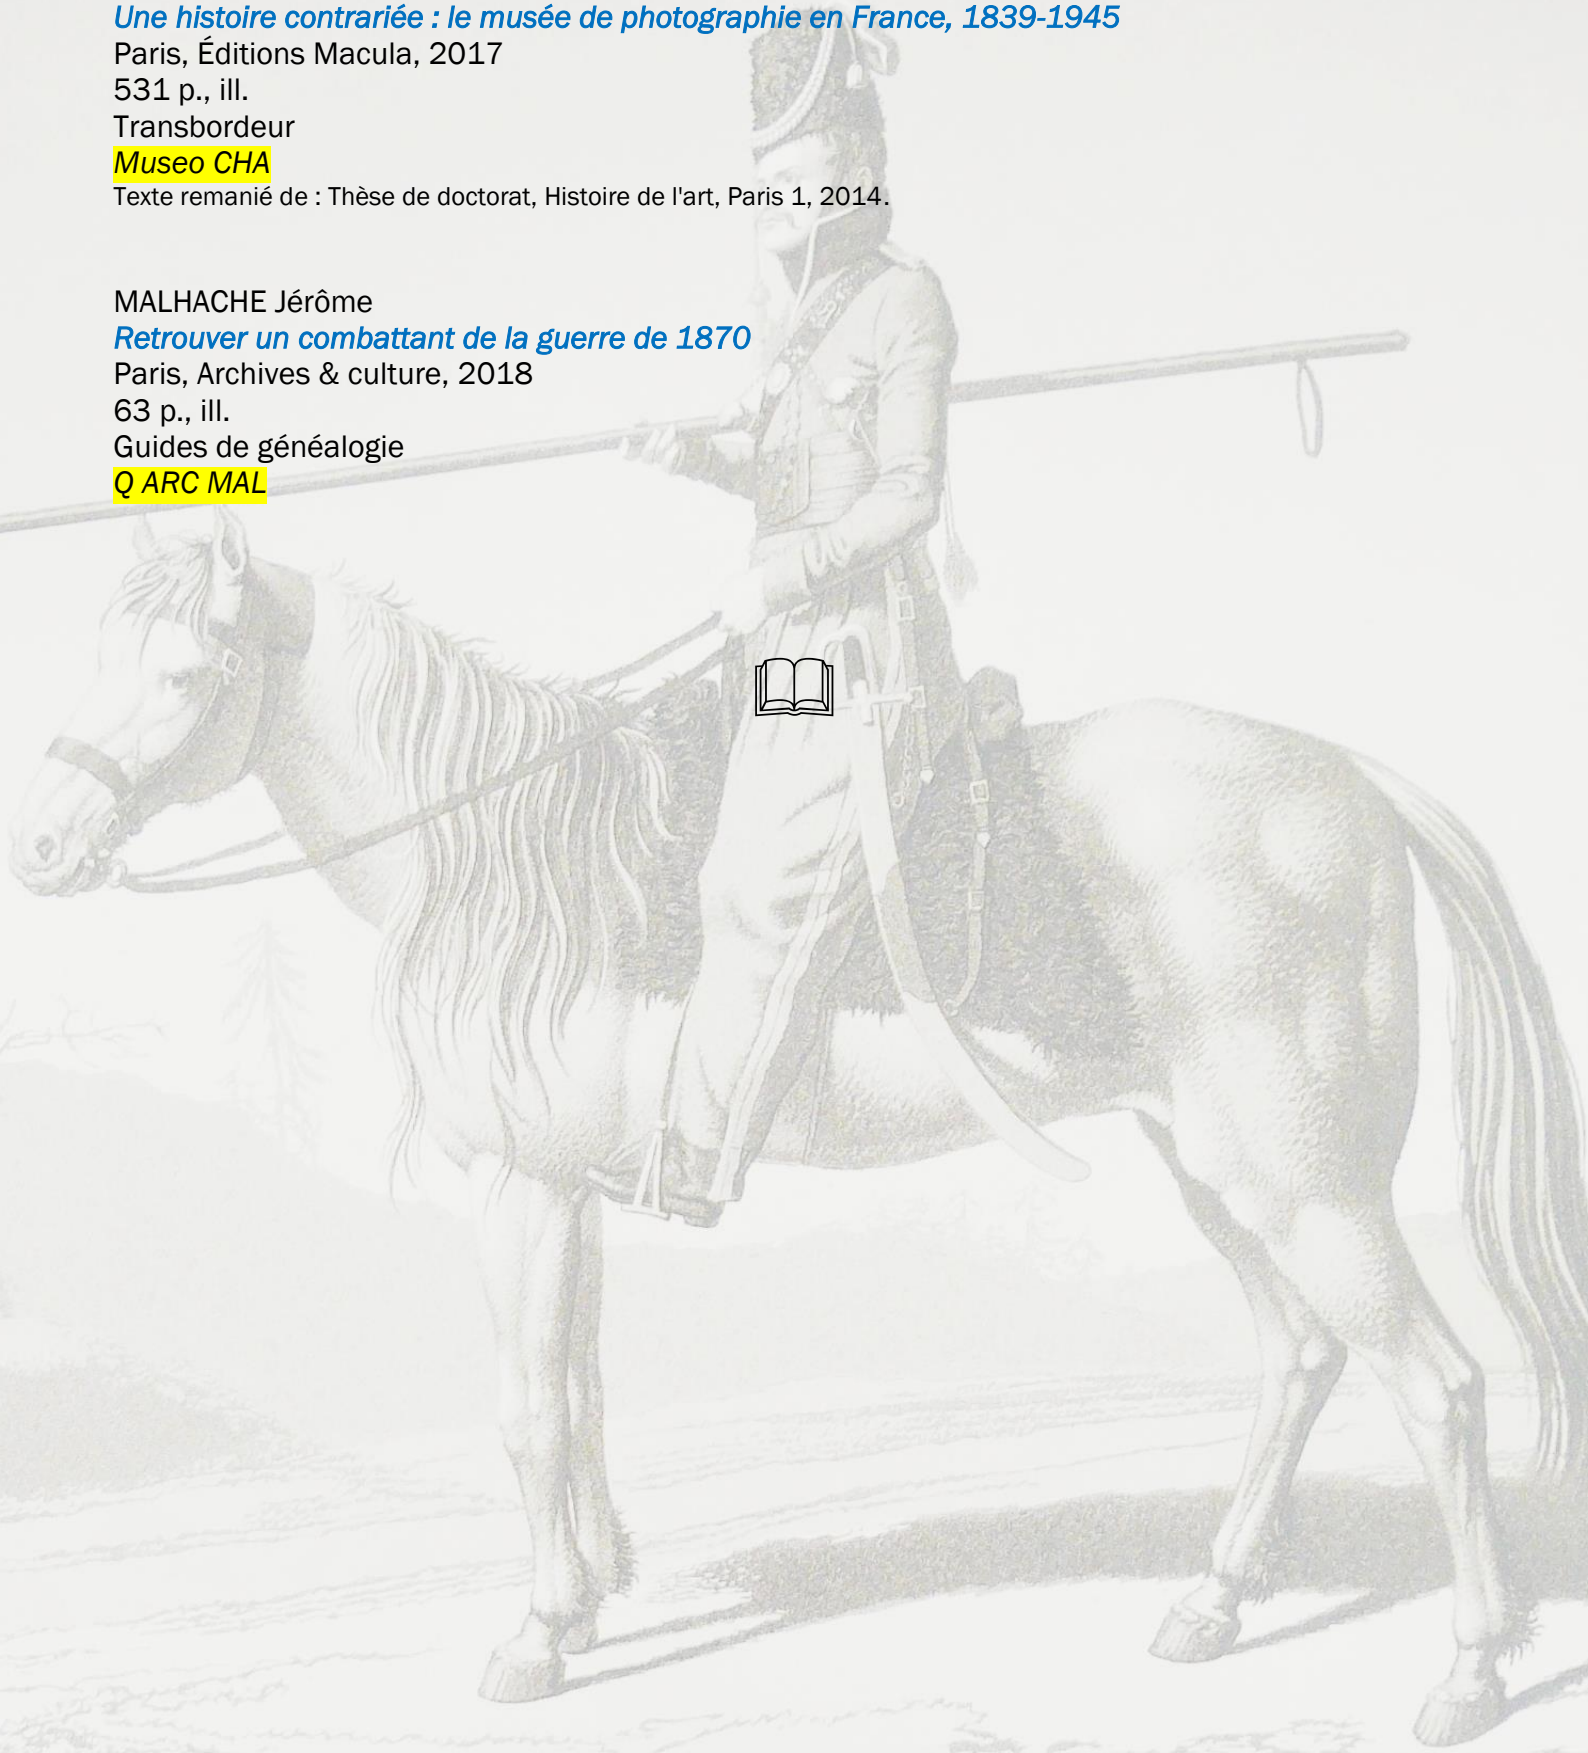 Une histoire contrariée : le musée de photographie en France, 1839-1945
Paris, Éditions Macula, 2017
531 p., ill.
Transbordeur
Museo CHA
Texte remanié de : Thèse de doctorat, Histoire de l'art, Paris 1, 2014.
MALHACHE Jérôme
Retrouver un combattant de la guerre de 1870
Paris, Archives & culture, 2018
63 p., ill.
Guides de généalogie
Q ARC MAL